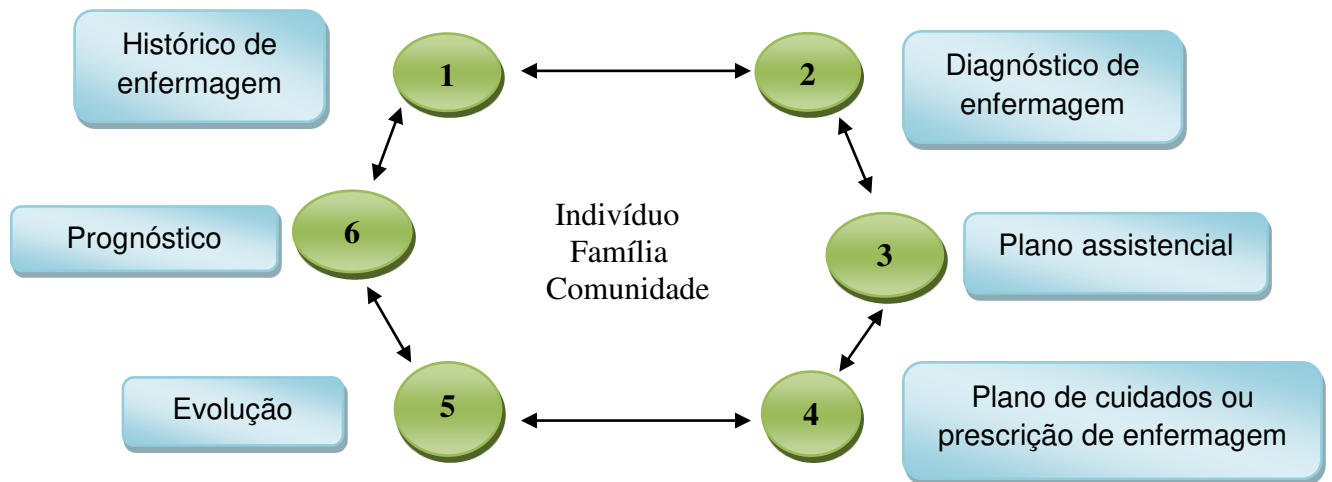 Histórico de
enfermagem
1
2
Diagnóstico de
enfermagem
Prognóstico
6
Indivíduo
Família
Comunidade
3
Plano assistencial
Evolução
5
4
Plano de cuidados ou
prescrição de enfermagem